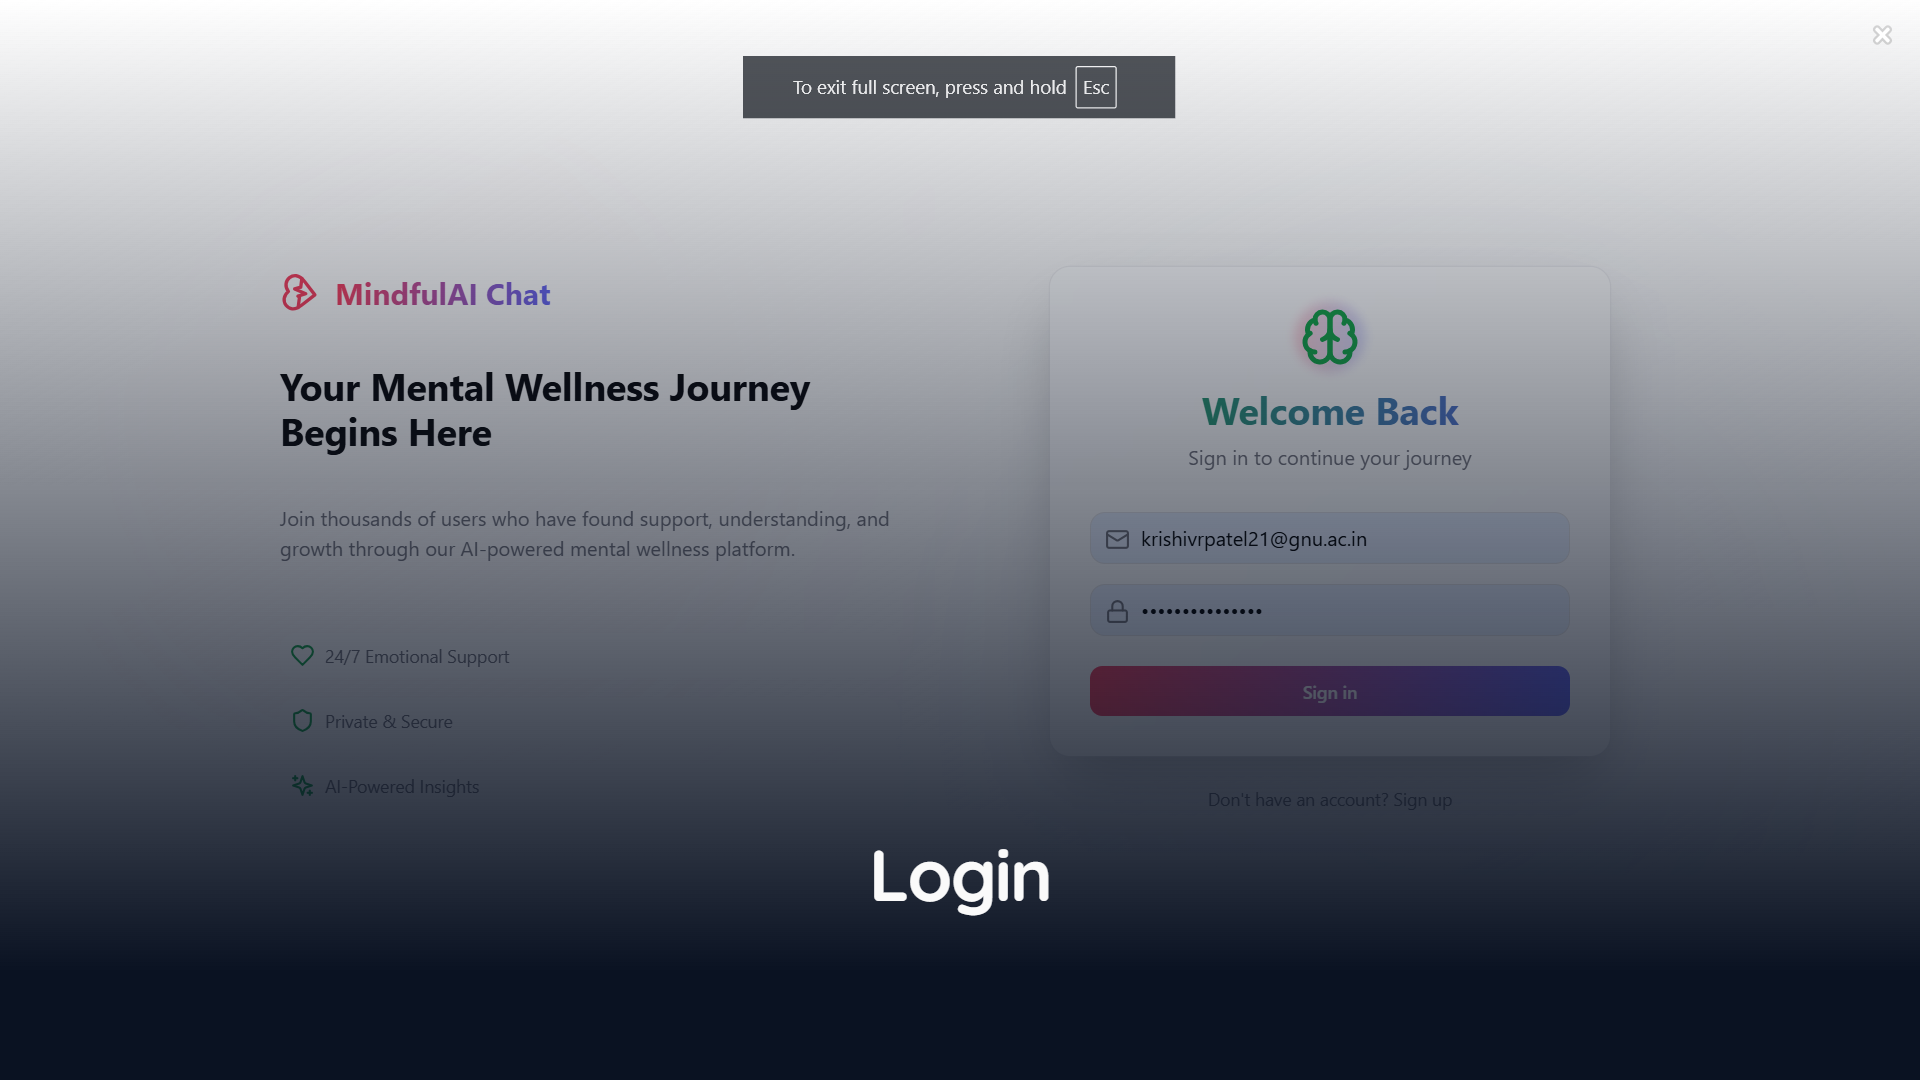 To exit full screen, press and hold Esc
MindfulAI Chat
Your Mental Wellness Journey
Begins Here
Join thousands of users who have found support, understanding, and
growth through our AI-powered mental wellness platform.
24/7 Emotional Support
Private & Secure
AI-Powered Insights
Welcome Back
Sign in to continue your journey
krishivrpatel21@gnu.ac.in
•••••••••••••••
Sign in
Don't have an account? Sign up
Login